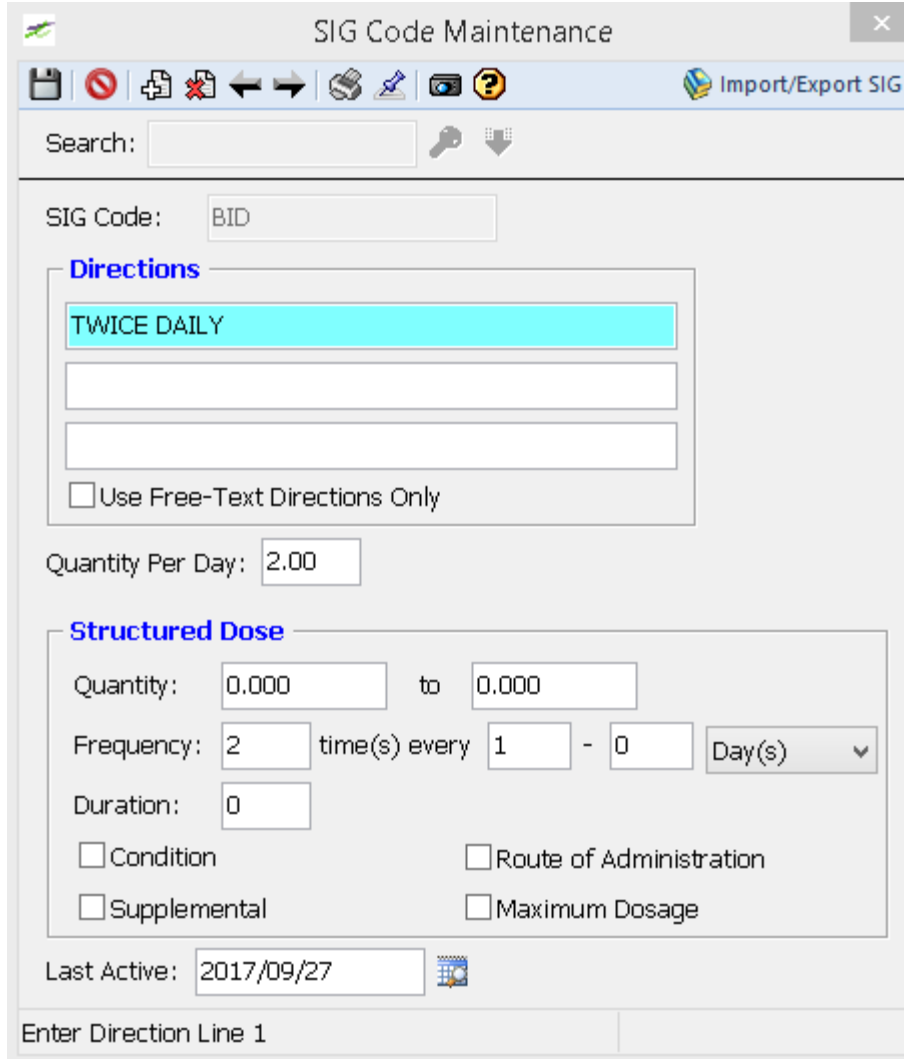 SIG Code Maintenance
Import/Export SIG
Search:
SIG Code: BID
Directions
TWICE DAILY
Use Free-Text Directions Only
Quantity Per Day: 2.00
Structured Dose
Quantity: 0.000 to 0.000
Frequency: 2 time(s) every 1 - 0 Day(s)
Duration: 0
Condition Route of Administration
Supplemental Maximum Dosage
Last Active: 2017/09/27
Enter Direction Line 1